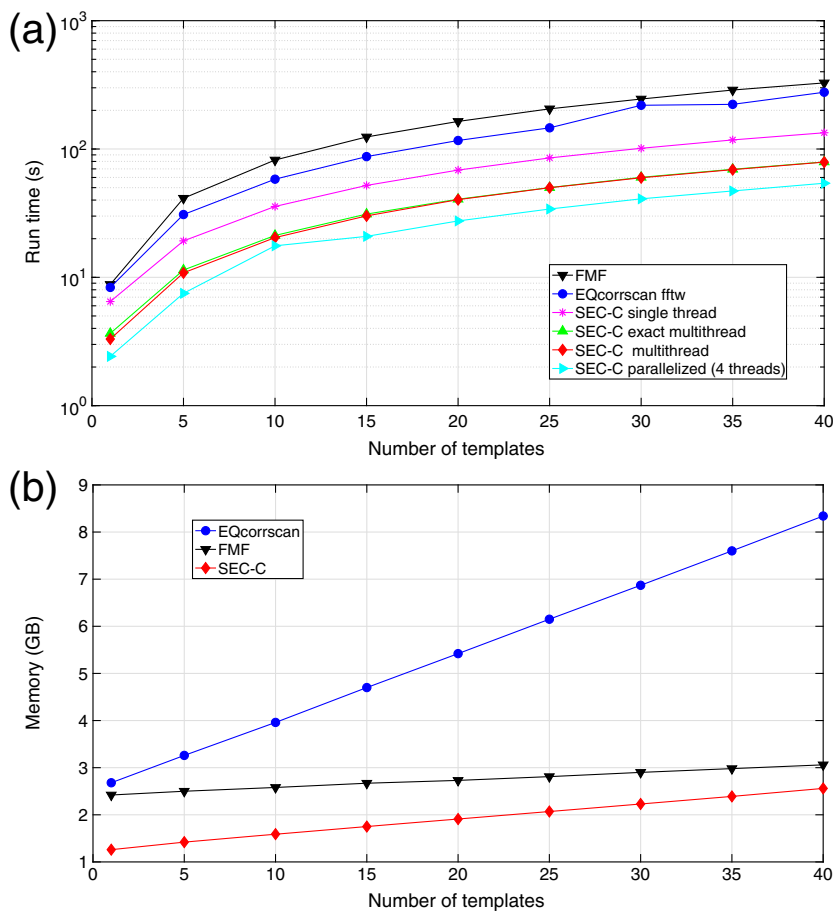 (a)
10^3
10^2
10^1
10^0
Run time (s)
FMF
EQcorrscan fftw
SEC-C single thread
SEC-C exact multithread
SEC-C multithread
SEC-C parallelized (4 threads)
0 5 10 15 20 25 30 35 40
Number of templates
(b)
9
8
7
6
5
4
3
2
1
Memory (GB)
EQcorrscan
FMF
SEC-C
0 5 10 15 20 25 30 35 40
Number of templates